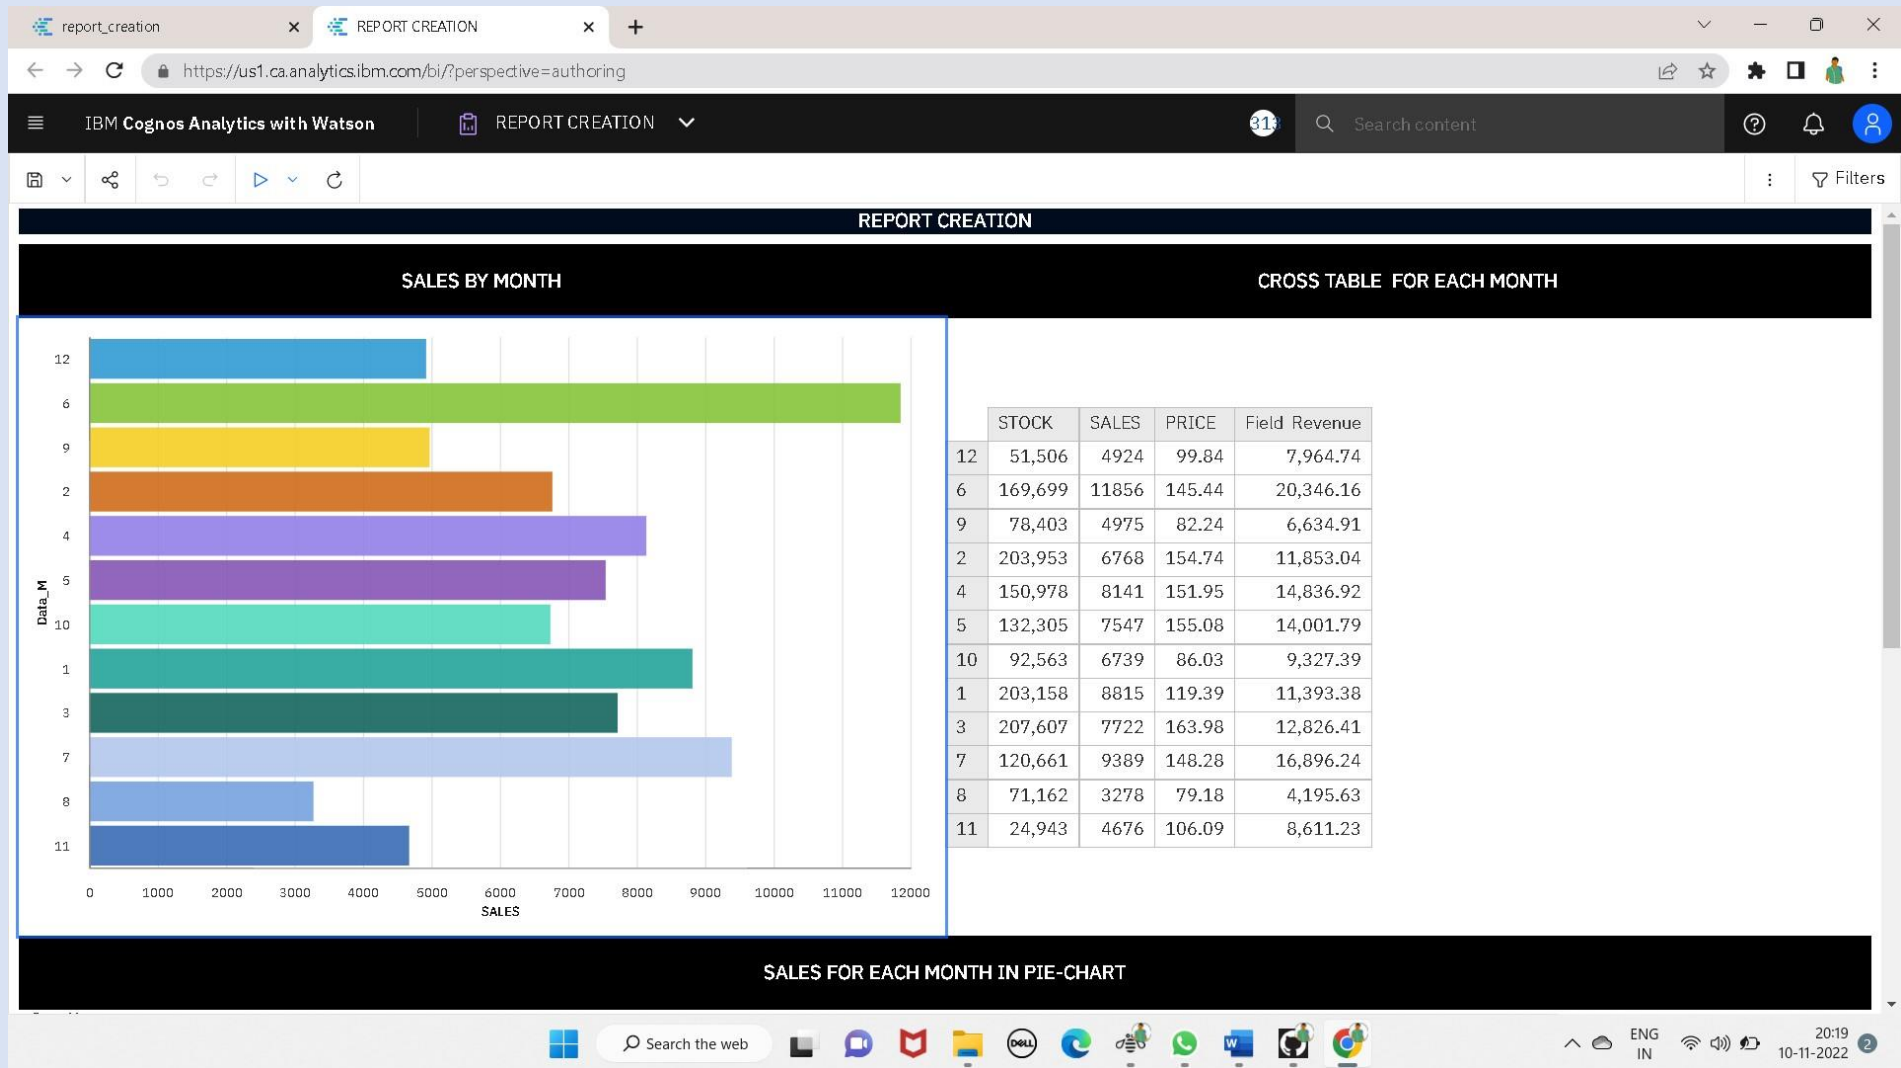 report_creation
REPORT CREATION
https://us1.ca.analytics.ibm.com/bi/?perspective=authoring
IBM Cognos Analytics with Watson
REPORT CREATION
313
Search content
Filters
REPORT CREATION
SALES BY MONTH
CROSS TABLE FOR EACH MONTH
12
6
9
2
4
5
10
1
3
7
8
11
Data_M
0 1000 2000 3000 4000 5000 6000 7000 8000 9000 10000 11000 12000
SALES
STOCK SALES PRICE Field Revenue
12 51,506 4924 99.84 7,964.74
6 169,699 11856 145.44 20,346.16
9 78,403 4975 82.24 6,634.91
2 203,953 6768 154.74 11,853.04
4 150,978 8141 151.95 14,836.92
5 132,305 7547 155.08 14,001.79
10 92,563 6739 86.03 9,327.39
1 203,158 8815 119.39 11,393.38
3 207,607 7722 163.98 12,826.41
7 120,661 9389 148.28 16,896.24
8 71,162 3278 79.18 4,195.63
11 24,943 4676 106.09 8,611.23
SALES FOR EACH MONTH IN PIE-CHART
Search the web
DELL
ENG
IN
20:19
10-11-2022
2